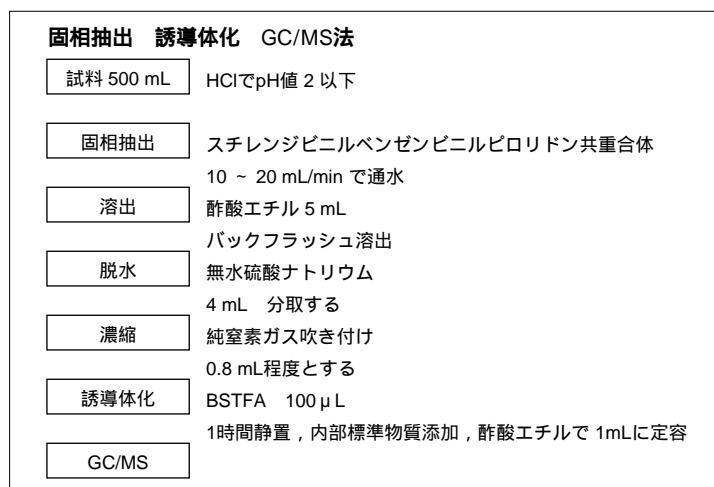 固相抽出　誘導体化　GC/MS法
試料 500 mL　HClでpH値 2 以下
固相抽出　スチレンジビニルベンゼンビニルピロリドン共重合体
10 ~ 20 mL/min で通水
溶出　酢酸エチル 5 mL
バックフラッシュ溶出
脱水　無水硫酸ナトリウム
4 mL　分取する
濃縮　純窒素ガス吹き付け
0.8 mL程度とする
誘導体化　BSTFA　100 μ L
1時間静置 , 内部標準物質添加 , 酢酸エチルで 1mLに定容
GC/MS